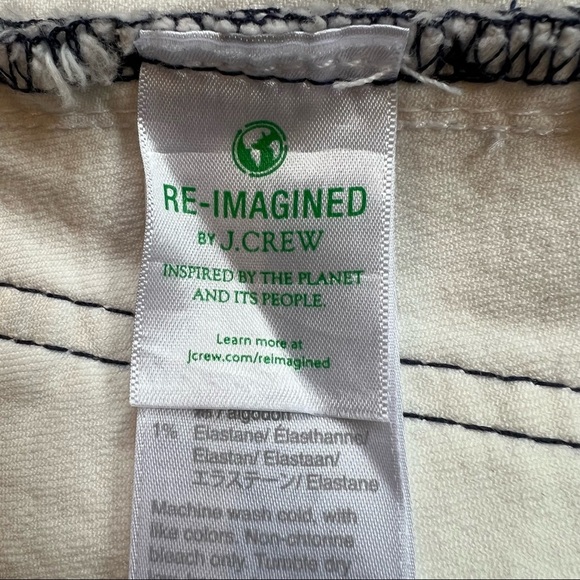 RE-IMAGINED
BY J.CREW
INSPIRED BY THE PLANET
AND ITS PEOPLE.
Learn more at
jcrew.com/reimagined
綿/algodón
1% Elastane/ Élasthanne/
Elastan/ Elastaan/
エラステーン/ Elastane
Machine wash cold, with
like colors. Non-chlorine
bleach only. Tumble dry